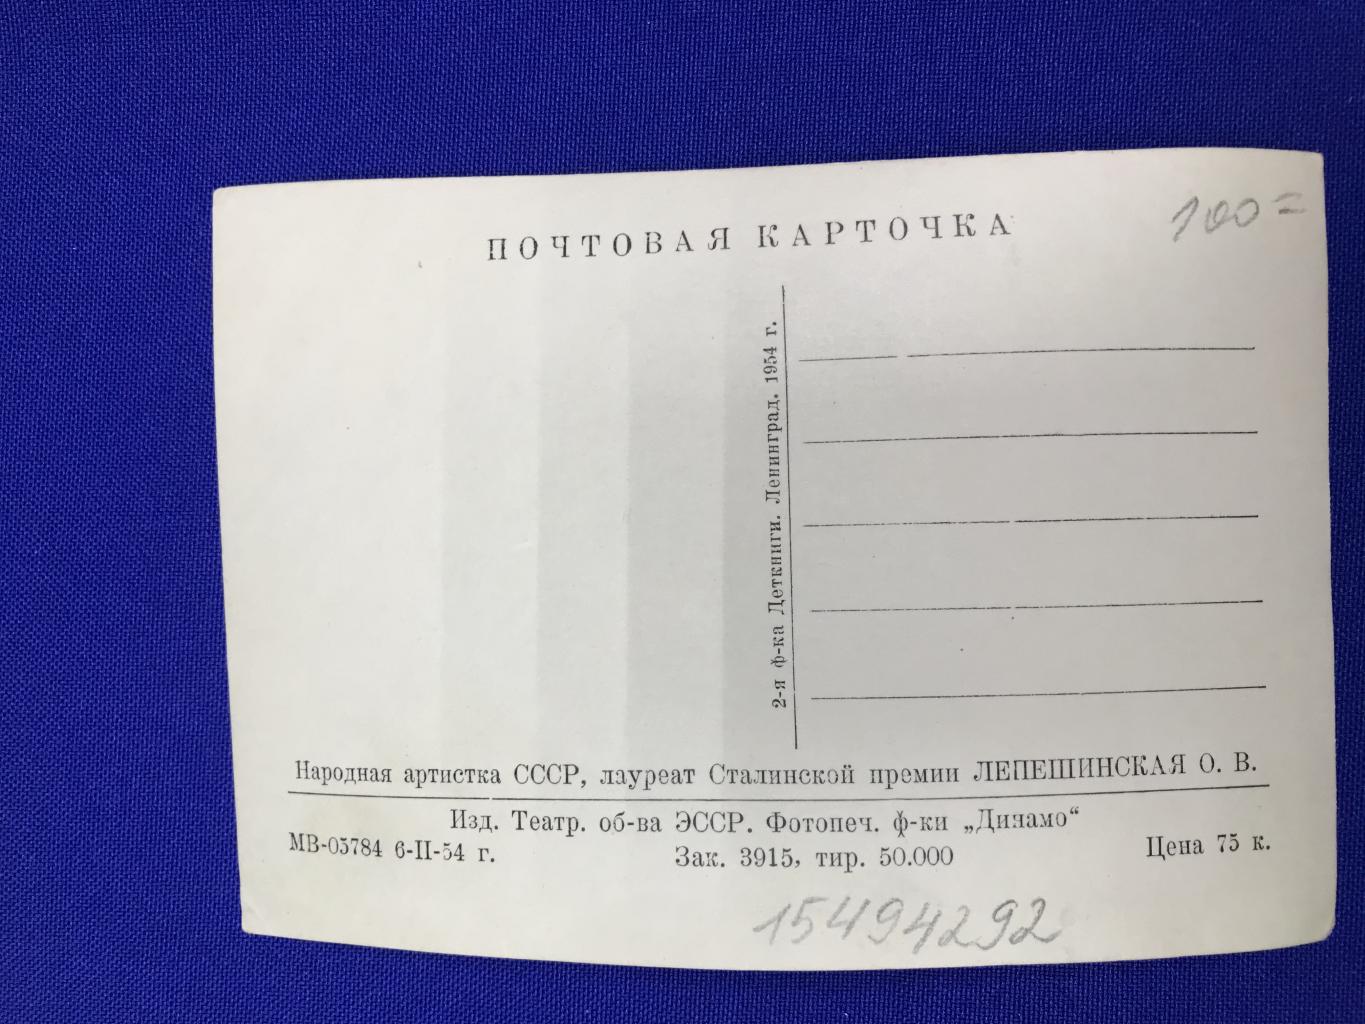 ПОЧТОВАЯ КАРТОЧКА
100=
2-я ф-ка Деткниги. Ленинград. 1954 г.
Народная артистка СССР, лауреат Сталинской премии ЛЕПЕШИНСКАЯ О. В.
Изд. Театр. об-ва ЭССР. Фотопеч. ф-ки „Динамо“
МВ-05784 6-II-54 г.
Зак. 3915, тир. 50.000
Цена 75 к.
15494292